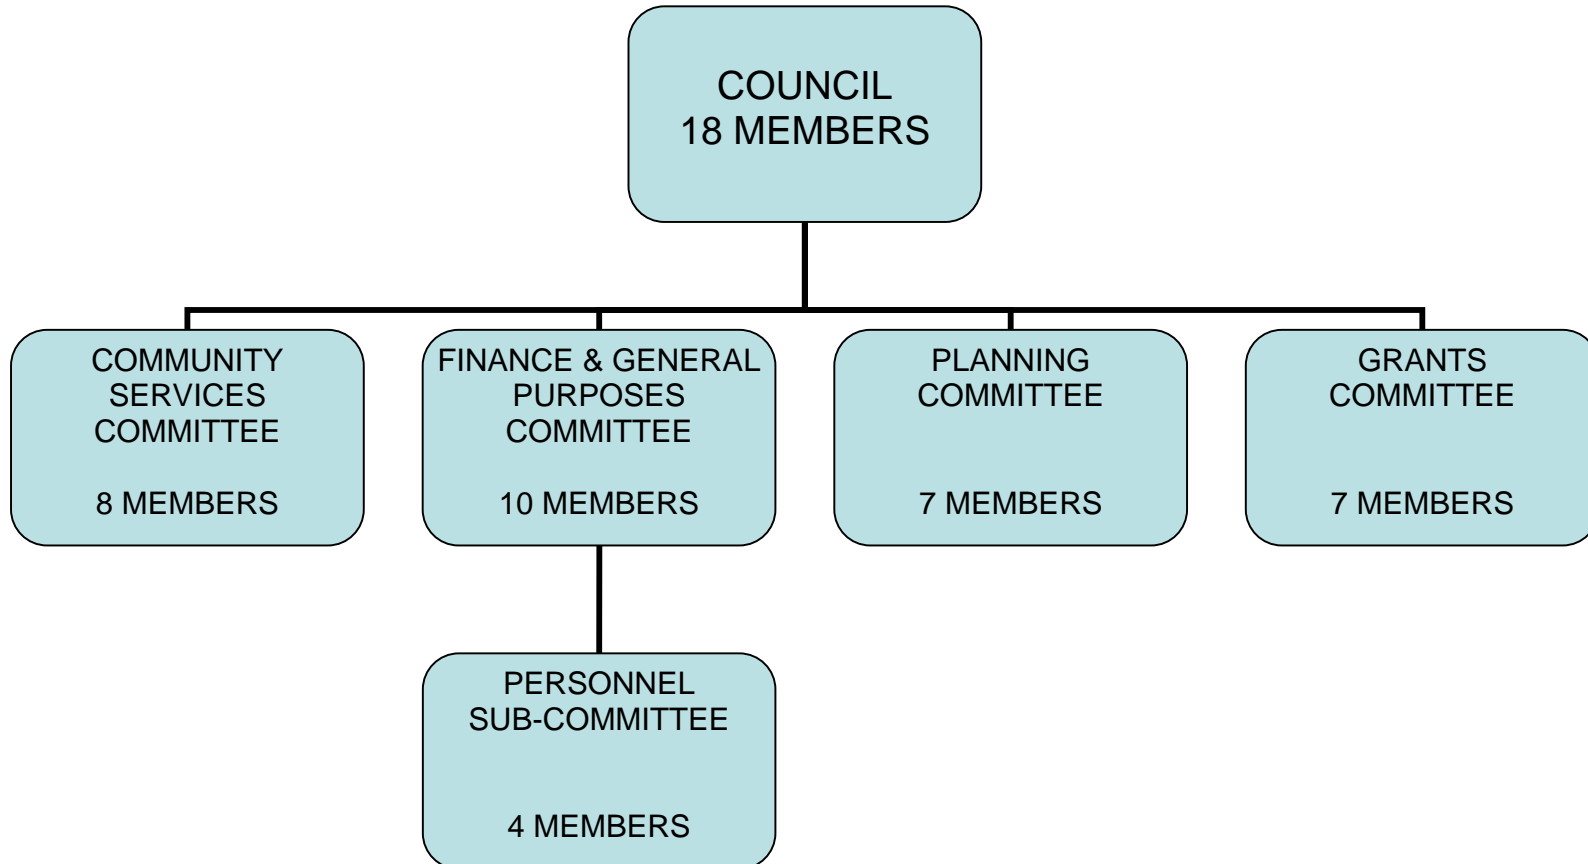 COUNCIL
18 MEMBERS
COMMUNITY
SERVICES
COMMITTEE
8 MEMBERS
FINANCE & GENERAL
PURPOSES
COMMITTEE
10 MEMBERS
PLANNING
COMMITTEE
7 MEMBERS
GRANTS
COMMITTEE
7 MEMBERS
PERSONNEL
SUB-COMMITTEE
4 MEMBERS